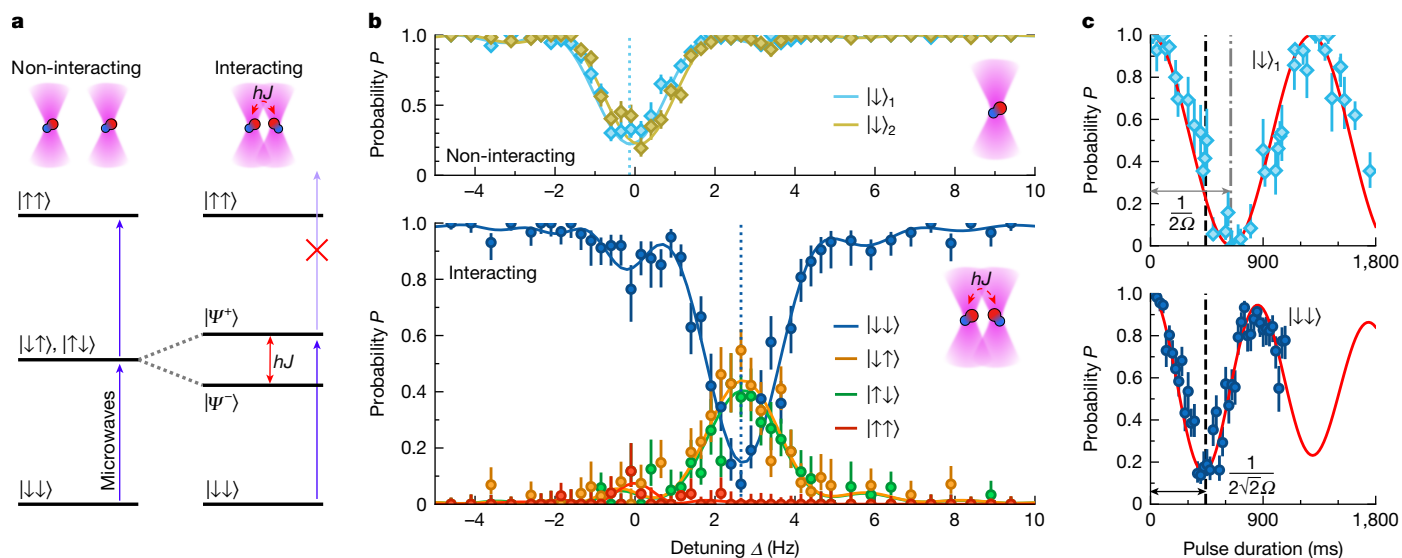 a
Non-interacting
Interacting
hJ
|↑↑⟩
|↑↑⟩
|↓↑⟩, |↑↓⟩
|Ψ⁺⟩
hJ
|Ψ⁻⟩
Microwaves
|↓↓⟩
|↓↓⟩
b
Probability P
1.0
0.5
0
Non-interacting
|↓⟩₁
|↓⟩₂
−4 −2 0 2 4 6 8 10
Probability P
1.0
0.8
0.6
0.4
0.2
0
Interacting
hJ
|↓↓⟩
|↓↑⟩
|↑↓⟩
|↑↑⟩
−4 −2 0 2 4 6 8 10
Detuning Δ (Hz)
c
Probability P
1.0
0.8
0.6
0.4
0.2
0
|↓⟩₁
1
2Ω
0 900 1,800
Probability P
1.0
0.8
0.6
0.4
0.2
0
|↓↓⟩
1
2√2Ω
0 900 1,800
Pulse duration (ms)